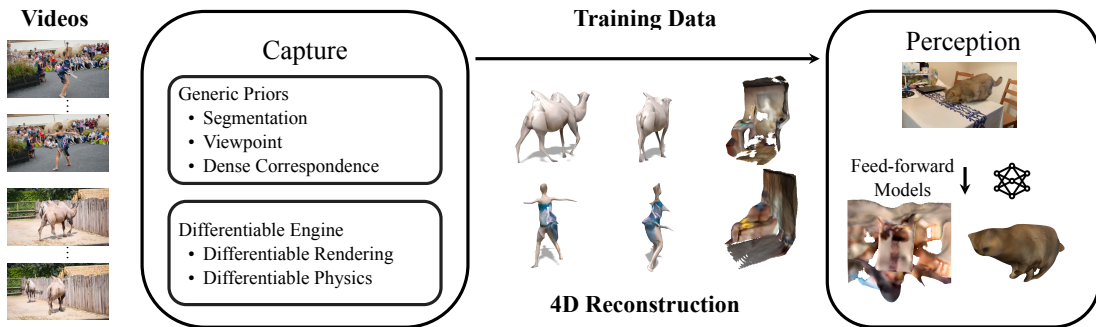 Videos
Capture
Generic Priors
• Segmentation
• Viewpoint
• Dense Correspondence
Differentiable Engine
• Differentiable Rendering
• Differentiable Physics
Training Data
4D Reconstruction
Perception
Feed-forward
Models